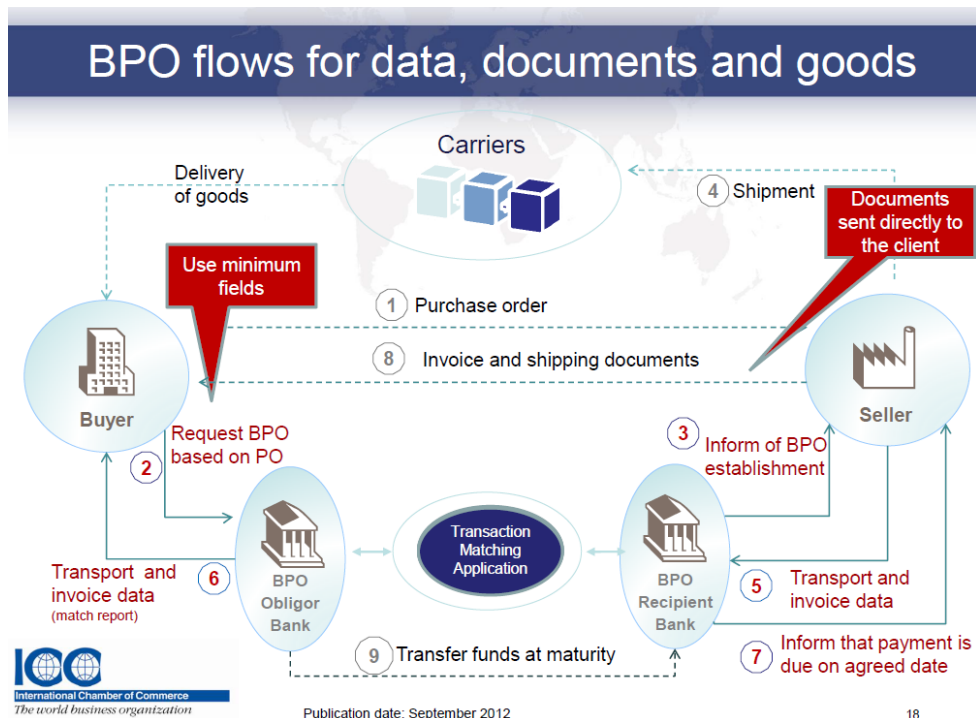 BPO flows for data, documents and goods
Carriers
Delivery
of goods
4 Shipment
Documents
sent directly to
the client
Use minimum
fields
1 Purchase order
8 Invoice and shipping documents
Buyer
Seller
2
Request BPO
based on PO
3
Inform of BPO
establishment
Transaction
Matching
Application
6
Transport and
invoice data
(match report)
BPO
Obligor
Bank
BPO
Recipient
Bank
5
Transport and
invoice data
9 Transfer funds at maturity
7
Inform that payment is
due on agreed date
ICC
International Chamber of Commerce
The world business organization
Publication date: September 2012
18